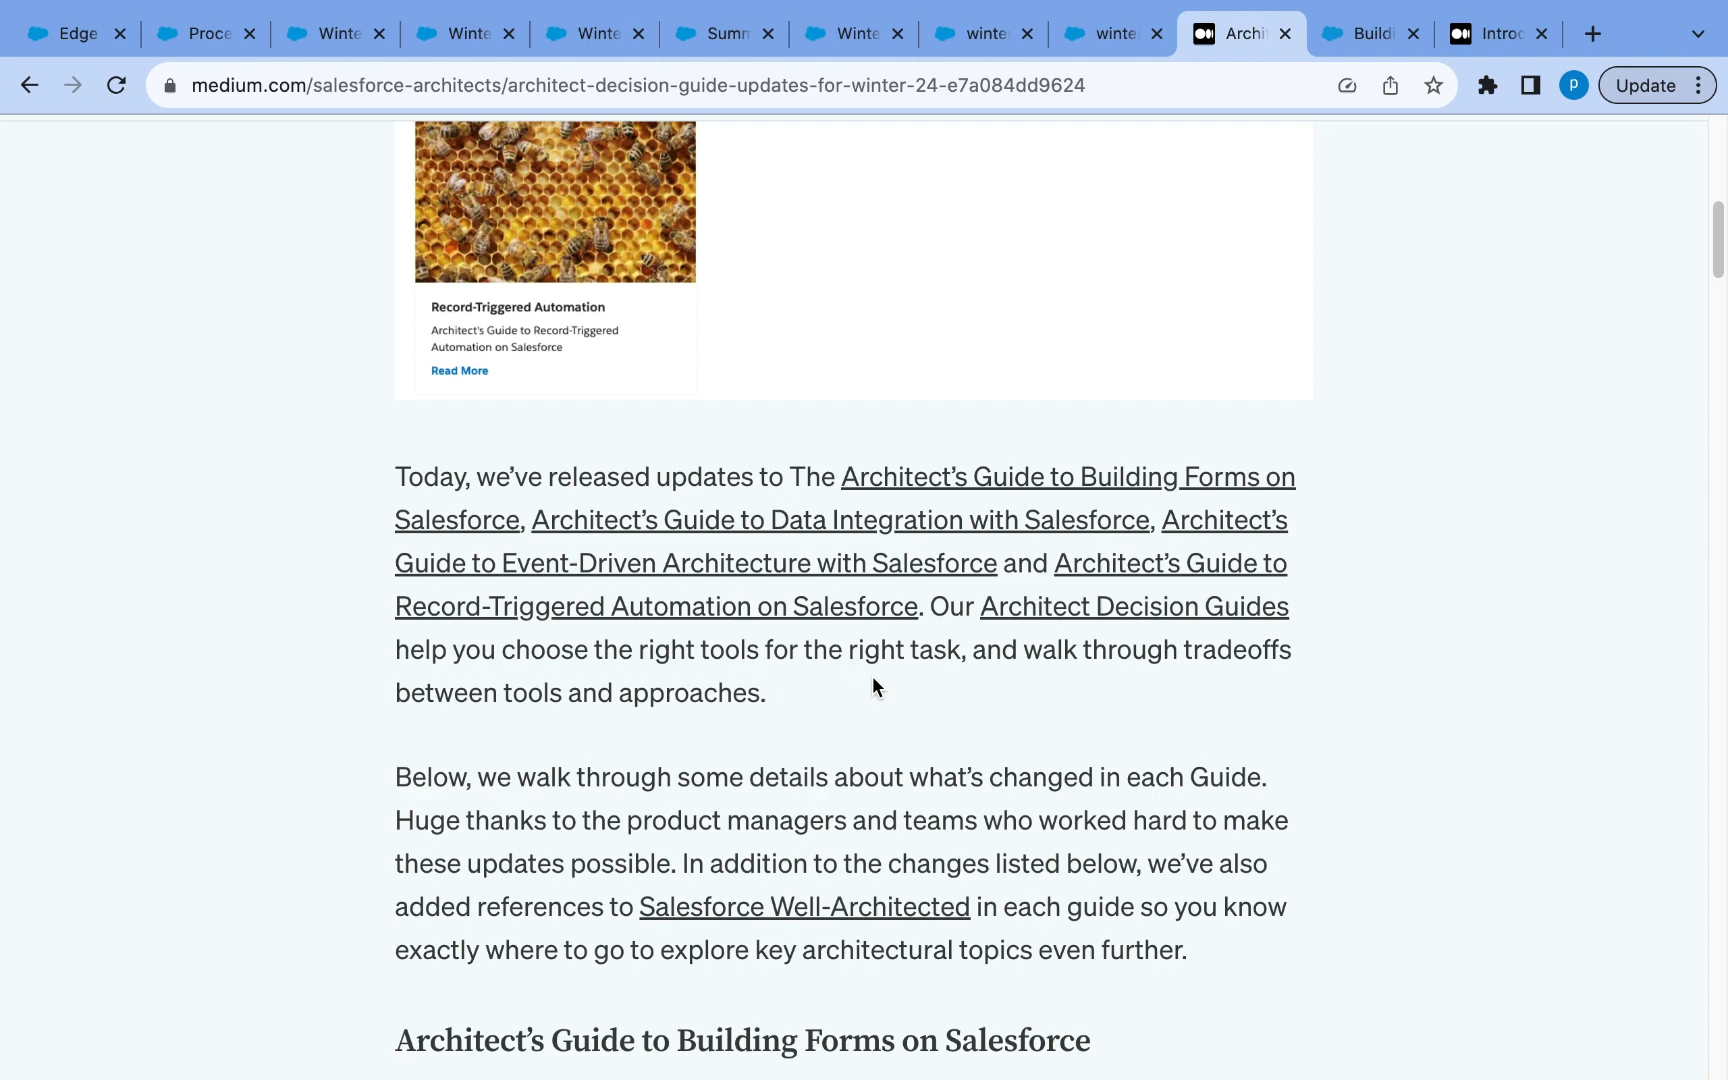 Edge
Proce
Winte
Winte
Winte
Summ
Winte
winte
winte
Archi
Buildi
Introd
medium.com/salesforce-architects/architect-decision-guide-updates-for-winter-24-e7a084dd9624
P
Update
Record-Triggered Automation
Architect's Guide to Record-Triggered
Automation on Salesforce
Read More
Today, we've released updates to The Architect's Guide to Building Forms on
Salesforce, Architect's Guide to Data Integration with Salesforce, Architect's
Guide to Event-Driven Architecture with Salesforce and Architect's Guide to
Record-Triggered Automation on Salesforce. Our Architect Decision Guides
help you choose the right tools for the right task, and walk through tradeoffs
between tools and approaches.
Below, we walk through some details about what's changed in each Guide.
Huge thanks to the product managers and teams who worked hard to make
these updates possible. In addition to the changes listed below, we've also
added references to Salesforce Well-Architected in each guide so you know
exactly where to go to explore key architectural topics even further.
Architect's Guide to Building Forms on Salesforce